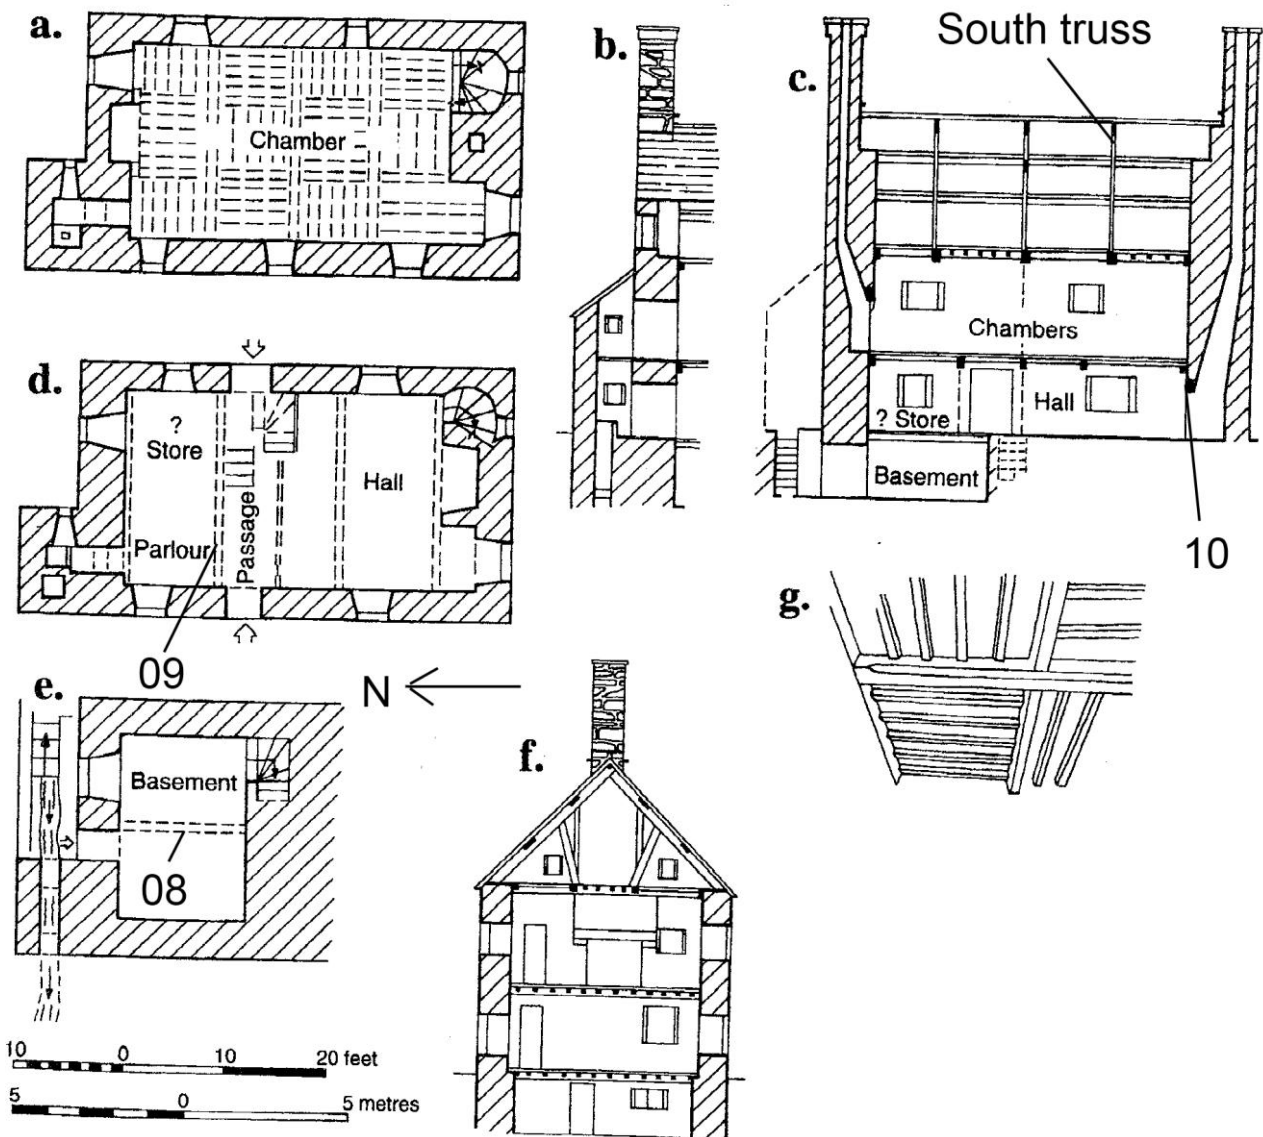 a.
Chamber
b.
South truss
c.
Chambers
? Store
Hall
Basement
10
d.
?
Store
Hall
Parlour
Passage
09
N
e.
Basement
08
f.
g.
10 0 10 20 feet
5 0 5 metres